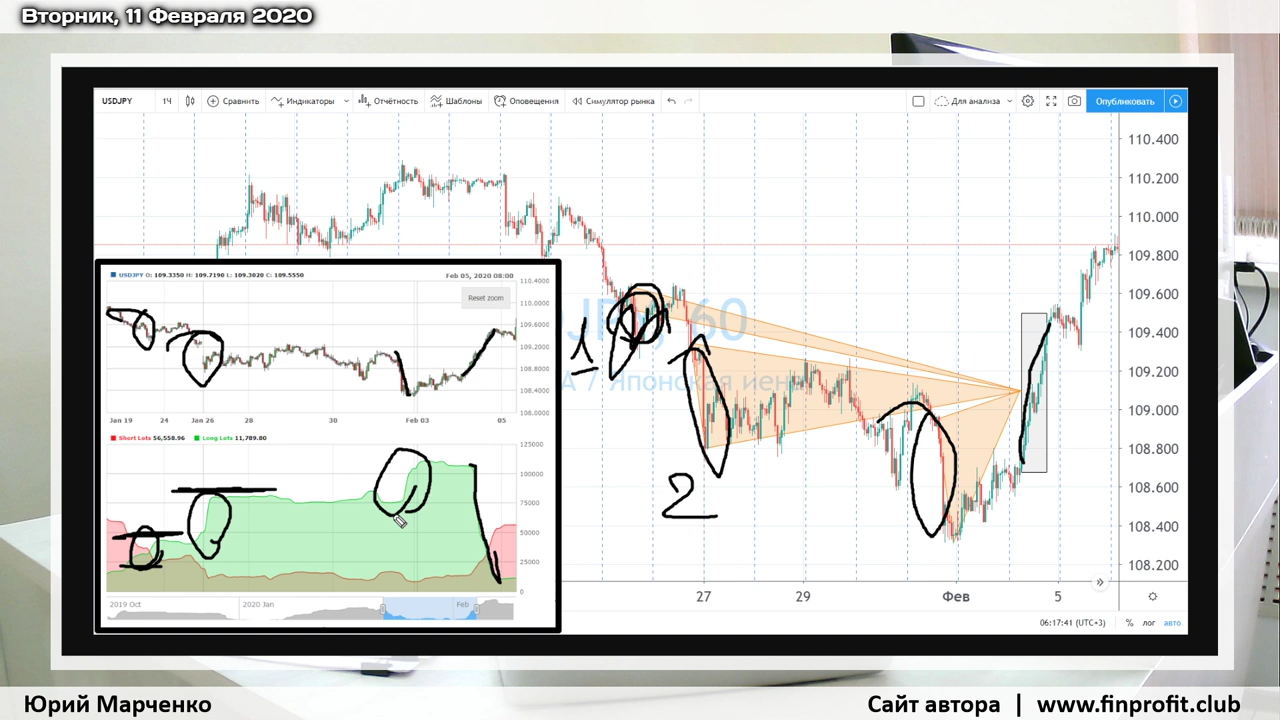 Вторник, 11 Февраля 2020
USDJPY 1Ч Сравнить Индикаторы Отчётность Шаблоны Оповещения Симулятор рынка Для анализа Опубликовать
110.400
110.200
110.000
109.800
109.600
109.400
109.200
109.000
108.800
108.600
108.400
108.200
60
/ Японская иена
1
2
27 29 Фев 5
06:17:41 (UTC+3) % лог авто
USDJPY O: 109.3350 H: 109.7190 L: 109.3020 C: 109.5550 Feb 05, 2020 08:00
Reset zoom
110.4000
110.0000
109.6000
109.2000
108.8000
108.4000
108.0000
Jan 19 24 Jan 26 28 30 Feb 03 05
Short Lots 56,558.96 Long Lots 11,789.80
125000
100000
75000
50000
25000
0
2019 Oct 2020 Jan Feb
Юрий Марченко
Сайт автора | www.finprofit.club